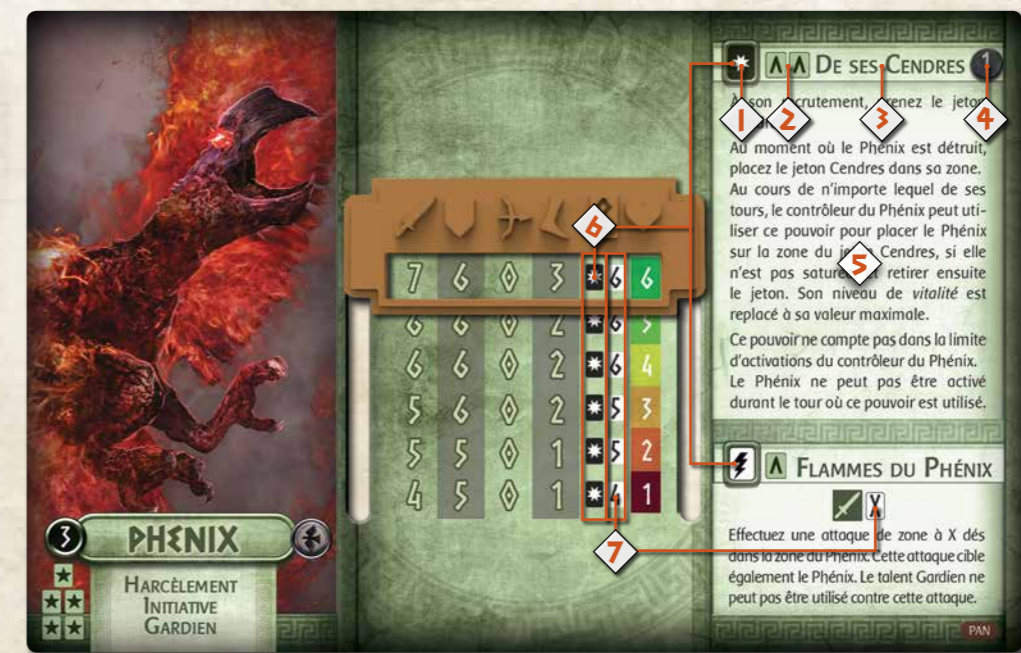 3
PHENIX
HARCÈLEMENT
INITIATIVE
GARDIEN
6
7 6 3 6 6
6 6 2 6 5
6 6 2 6 4
5 6 2 5 3
5 5 1 5 2
4 5 1 4 1
7
DE SES CENDRES 1
1 2 3 4
À son recrutement, prenez le jeton
Au moment où le Phénix est détruit,
placez le jeton Cendres dans sa zone.
Au cours de n'importe lequel de ses
tours, le contrôleur du Phénix peut uti-
liser ce pouvoir pour placer le Phénix
sur la zone du Cendres, si elle
5
n'est pas retirer ensuite
le jeton. Son niveau de vitalité est
replacé à sa valeur maximale.
Ce pouvoir ne compte pas dans la limite
d'activations du contrôleur du Phénix.
Le Phénix ne peut pas être activé
durant le tour où ce pouvoir est utilisé.
FLAMMES DU PHÉNIX
X
Effectuez une attaque de zone à X dés
dans la zone du Phénix. Cette attaque cible
également le Phénix. Le talent Gardien ne
peut pas être utilisé contre cette attaque.
PAN